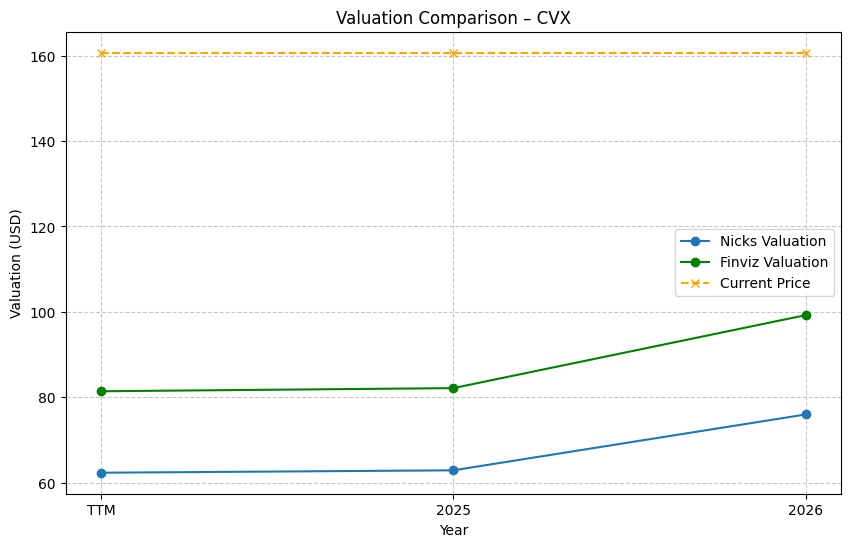 Valuation Comparison – CVX
Valuation (USD)
160
140
120
100
80
60
Nicks Valuation
Finviz Valuation
Current Price
TTM
2025
2026
Year